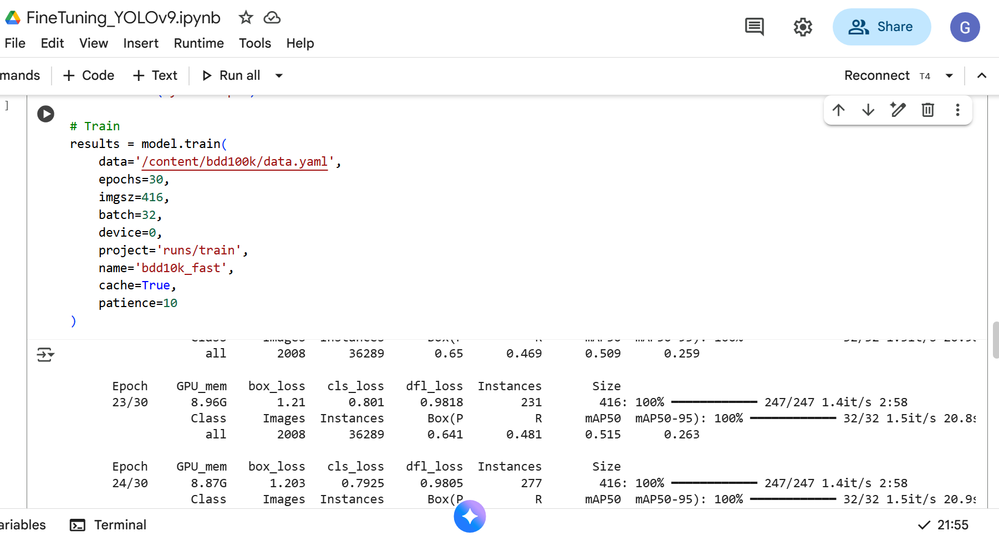 FineTuning_YOLOv9.ipynb
File Edit View Insert Runtime Tools Help
Share
G
mands + Code + Text Run all
Reconnect T4
]
# Train
results = model.train(
data='/content/bdd100k/data.yaml',
epochs=30,
imgsz=416,
batch=32,
device=0,
project='runs/train',
name='bdd10k_fast',
cache=True,
patience=10
)
all 2008 36289 0.65 0.469 0.509 0.259
Epoch GPU_mem box_loss cls_loss dfl_loss Instances Size
23/30 8.96G 1.21 0.801 0.9818 231 416: 100% ━━━━━━━━━━━━ 247/247 1.4it/s 2:58
Class Images Instances Box(P R mAP50 mAP50-95): 100% ━━━━━━━━━━━━ 32/32 1.5it/s 20.8s
all 2008 36289 0.641 0.481 0.515 0.263
Epoch GPU_mem box_loss cls_loss dfl_loss Instances Size
24/30 8.87G 1.203 0.7925 0.9805 277 416: 100% ━━━━━━━━━━━━ 247/247 1.4it/s 2:58
Class Images Instances Box(P R mAP50 mAP50-95): 100% ━━━━━━━━━━━━ 32/32 1.5it/s 20.9s
ariables Terminal
21:55